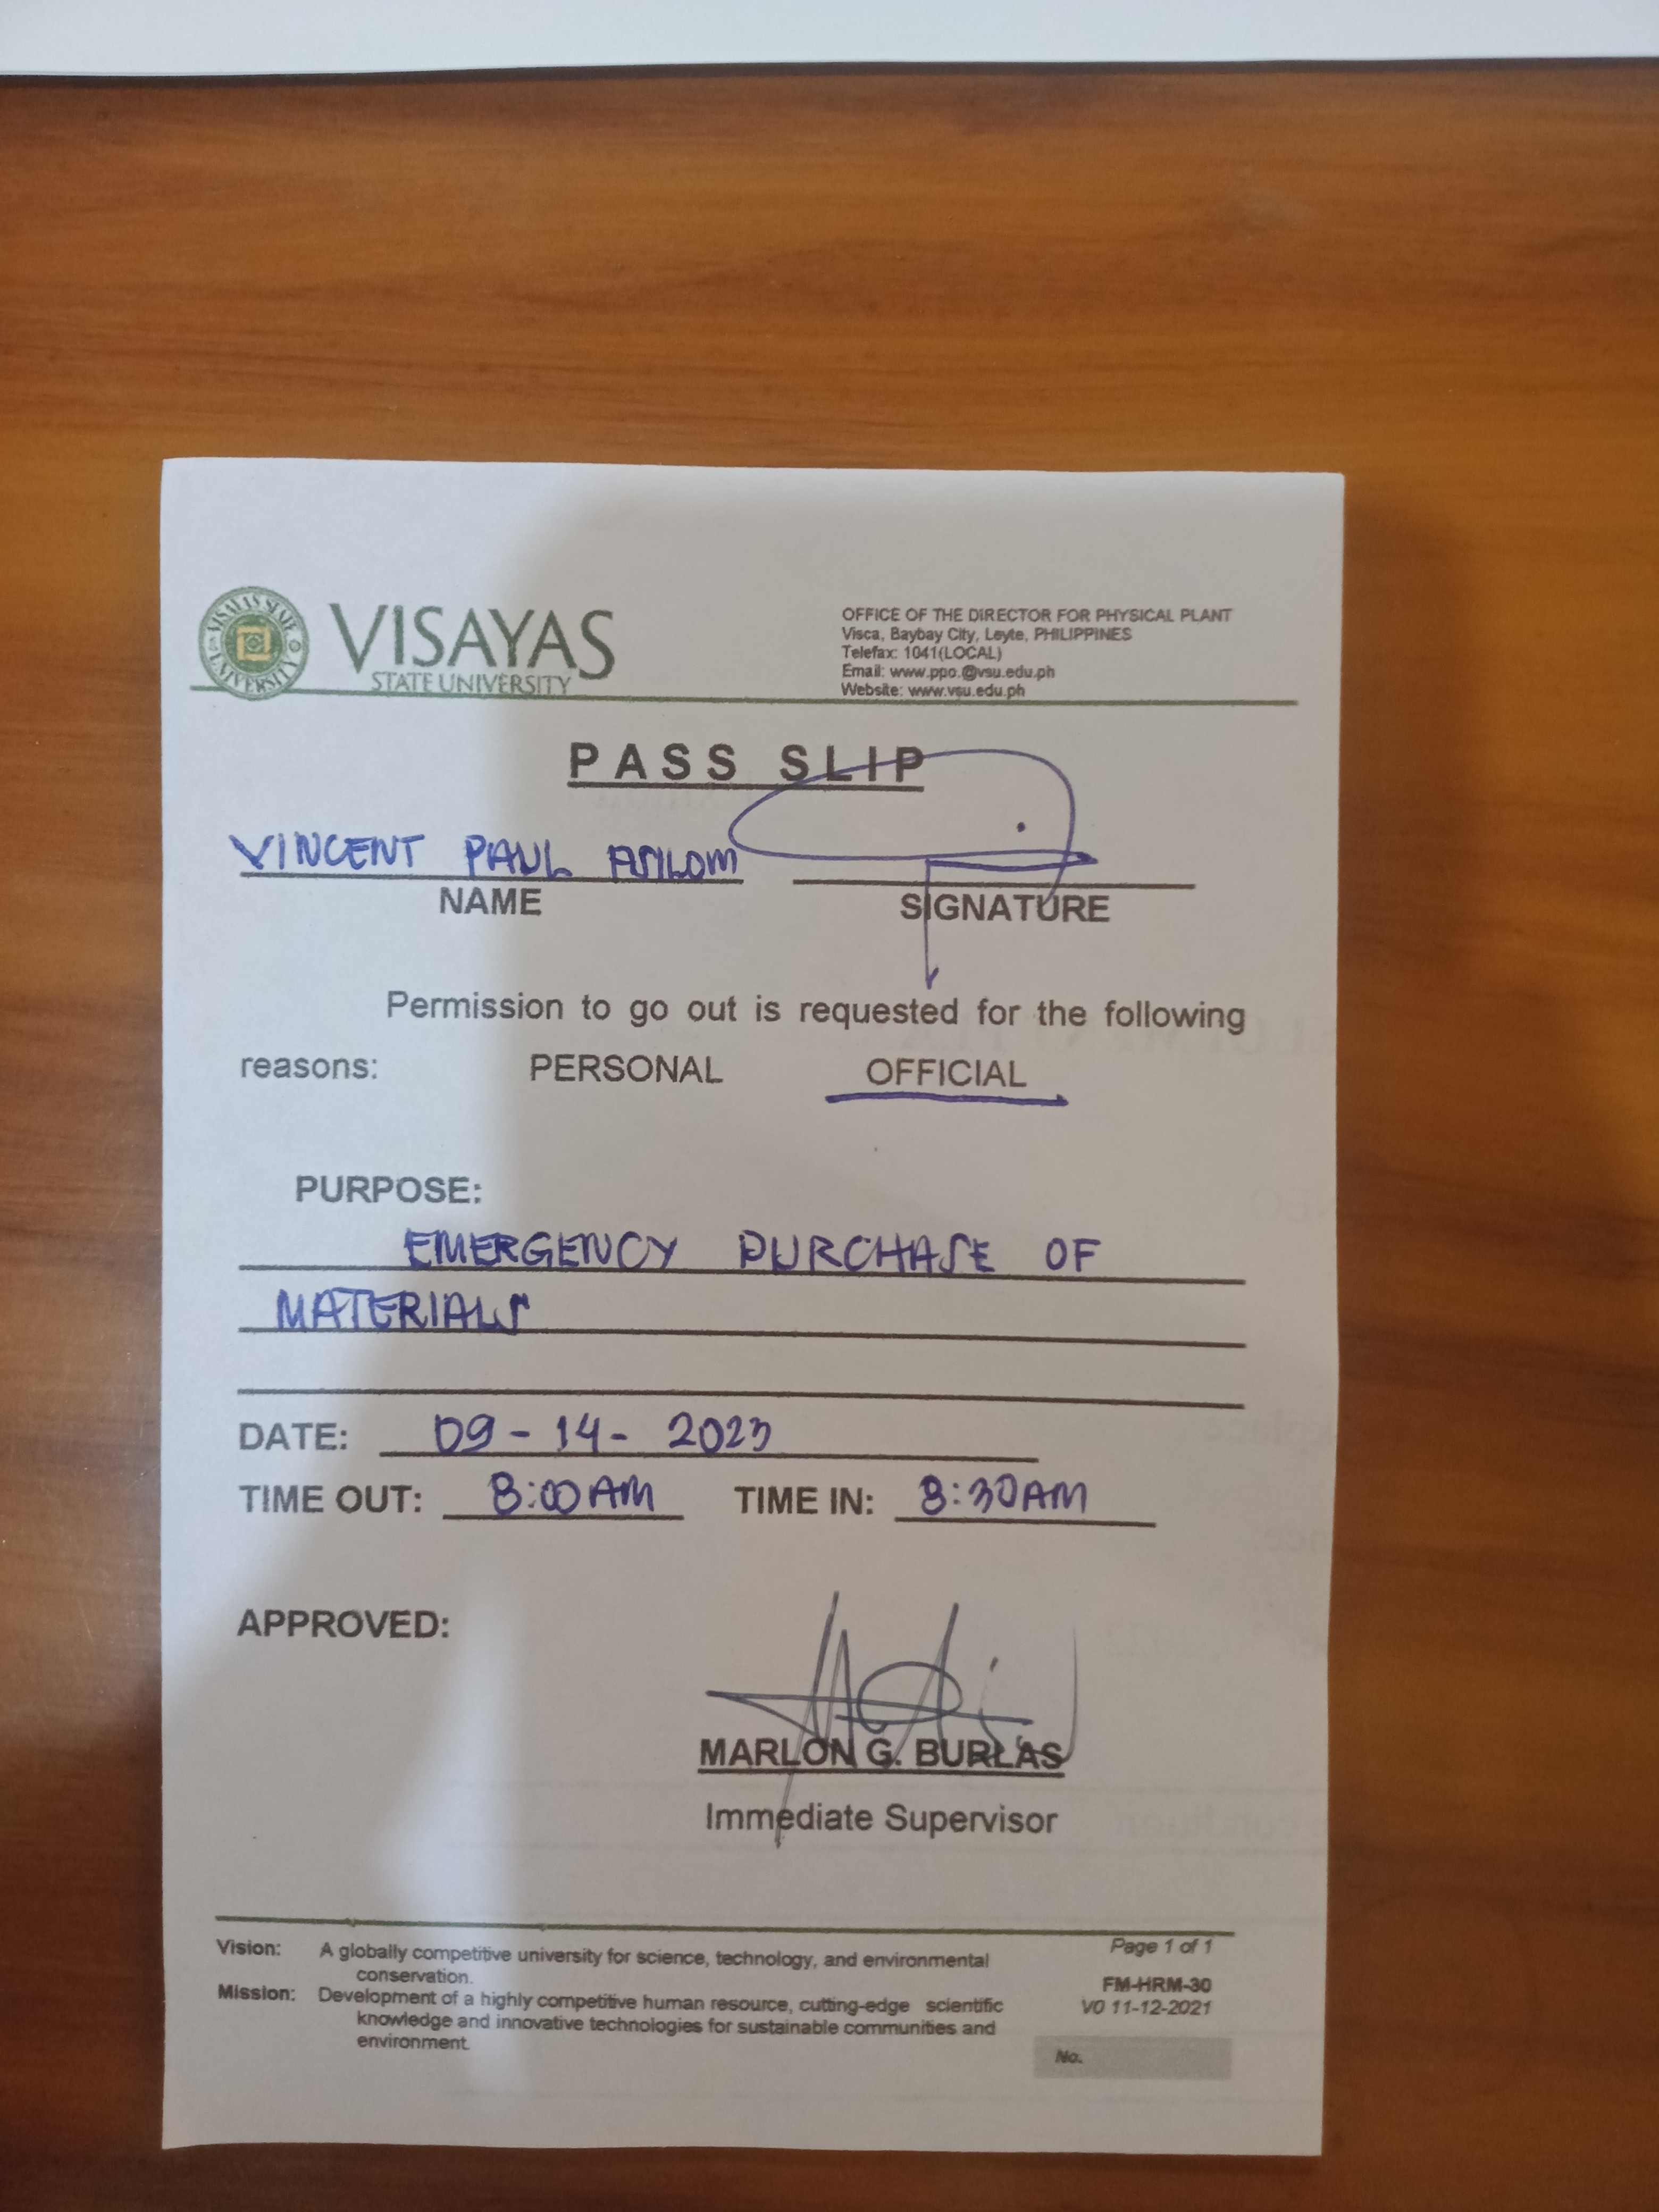 VISAYAS STATE UNIVERSITY
VISAYAS
STATE UNIVERSITY
OFFICE OF THE DIRECTOR FOR PHYSICAL PLANT
Visca, Baybay City, Leyte, PHILIPPINES
Telefax: 1041(LOCAL)
Email: www.ppo.@vsu.edu.ph
Website: www.vsu.edu.ph
PASS SLIP
VINCENT PAUL
NAME SIGNATURE
Permission to go out is requested for the following
reasons: PERSONAL OFFICIAL
PURPOSE:
EMERGENCY PURCHASE OF
MATERIALS
DATE: 09-14-2023
TIME OUT: 8:00AM TIME IN: 8:30AM
APPROVED:
MARLON G. BURLAS
Immediate Supervisor
Vision: A globally competitive university for science, technology, and environmental
conservation.
Mission: Development of a highly competitive human resource, cutting-edge scientific
knowledge and innovative technologies for sustainable communities and
environment.
Page 1 of 1
FM-HRM-30
V0 11-12-2021
No.